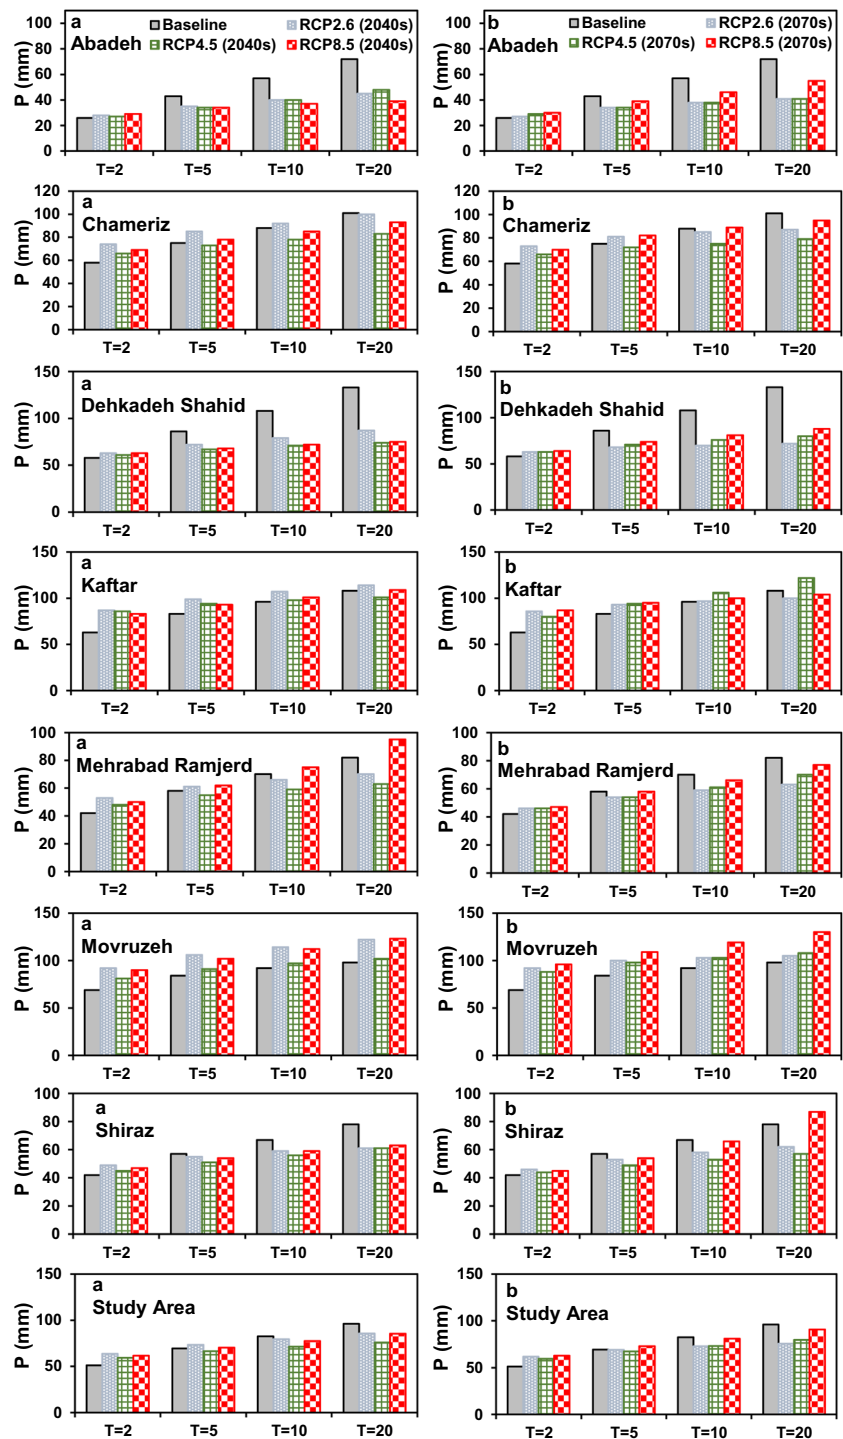 a
Baseline
RCP2.6 (2040s)
Abadeh
RCP4.5 (2040s)
RCP8.5 (2040s)
P (mm)
100
80
60
40
20
0
T=2 T=5 T=10 T=20
b
Baseline
RCP2.6 (2070s)
Abadeh
RCP4.5 (2070s)
RCP8.5 (2070s)
P (mm)
100
80
60
40
20
0
T=2 T=5 T=10 T=20
a
Chameriz
P (mm)
120
100
80
60
40
20
0
T=2 T=5 T=10 T=20
b
Chameriz
P (mm)
120
100
80
60
40
20
0
T=2 T=5 T=10 T=20
a
Dehkadeh Shahid
P (mm)
150
100
50
0
T=2 T=5 T=10 T=20
b
Dehkadeh Shahid
P (mm)
150
100
50
0
T=2 T=5 T=10 T=20
a
Kaftar
P (mm)
150
100
50
0
T=2 T=5 T=10 T=20
b
Kaftar
P (mm)
150
100
50
0
T=2 T=5 T=10 T=20
a
Mehrabad Ramjerd
P (mm)
100
80
60
40
20
0
T=2 T=5 T=10 T=20
b
Mehrabad Ramjerd
P (mm)
100
80
60
40
20
0
T=2 T=5 T=10 T=20
a
Movruzeh
P (mm)
150
100
50
0
T=2 T=5 T=10 T=20
b
Movruzeh
P (mm)
150
100
50
0
T=2 T=5 T=10 T=20
a
Shiraz
P (mm)
100
80
60
40
20
0
T=2 T=5 T=10 T=20
b
Shiraz
P (mm)
100
80
60
40
20
0
T=2 T=5 T=10 T=20
a
Study Area
P (mm)
150
100
50
0
T=2 T=5 T=10 T=20
b
Study Area
P (mm)
150
100
50
0
T=2 T=5 T=10 T=20